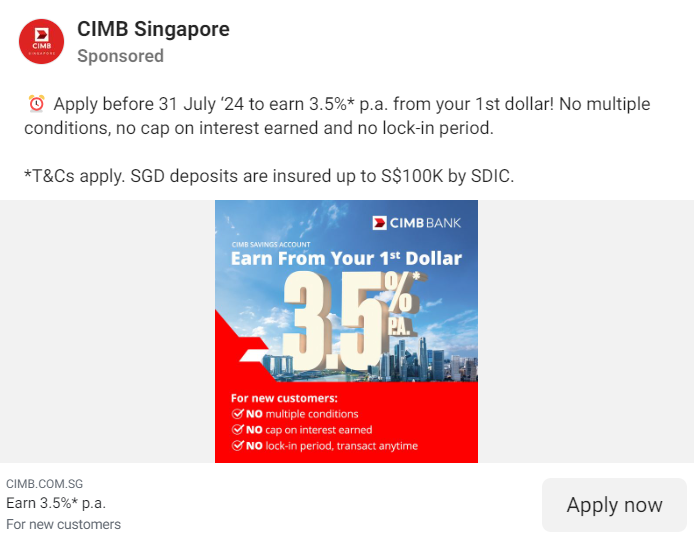 CIMB Singapore
CIMB
SINGAPORE
Sponsored
⏰ Apply before 31 July ‘24 to earn 3.5%* p.a. from your 1st dollar! No multiple
conditions, no cap on interest earned and no lock-in period.
*T&Cs apply. SGD deposits are insured up to S$100K by SDIC.
CIMB BANK
CIMB SAVINGS ACCOUNT
Earn From Your 1st Dollar
3.5%*
P.A.
For new customers:
NO multiple conditions
NO cap on interest earned
NO lock-in period, transact anytime
CIMB.COM.SG
Earn 3.5%* p.a.
For new customers
Apply now